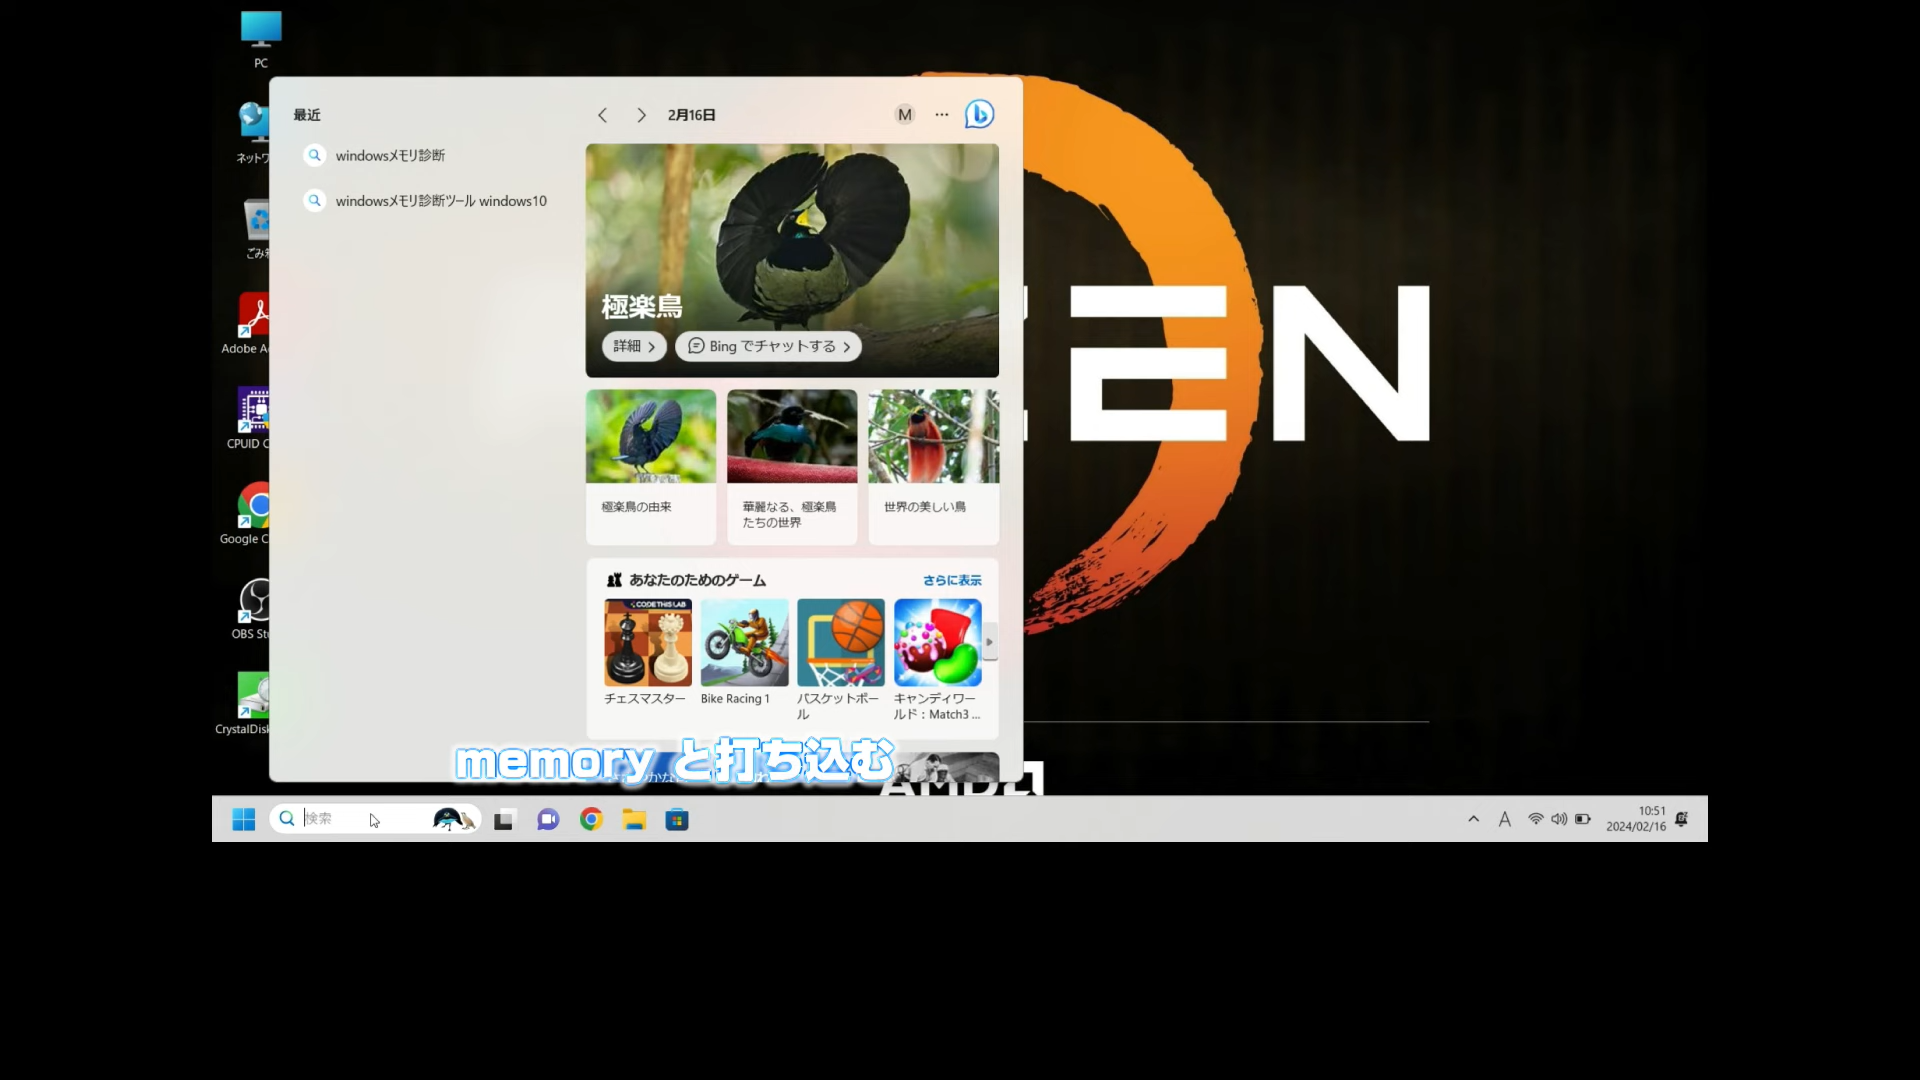 PC
ネットワ
ごみ
Adobe A
CPUID C
Google C
OBS Stu
CrystalDisk
最近
windowsメモリ診断
windowsメモリ診断ツール windows10
2月16日
M
極楽鳥
詳細
Bing でチャットする
極楽鳥の由来
華麗なる、極楽鳥
たちの世界
世界の美しい鳥
あなたのためのゲーム
さらに表示
CODE THIS LAB
チェスマスター
Bike Racing 1
バスケットボー
ル
キャンディワー
ルド：Match3 ...
memory と打ち込む
EN
AMD
検索
A
10:51
2024/02/16